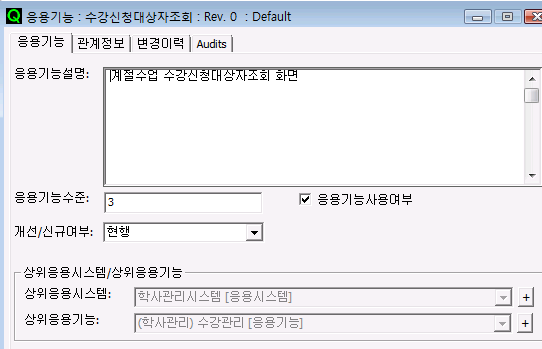 응용기능 : 수강신청대상자조회 : Rev. 0 : Default
응용기능 관계정보 변경이력 Audits
응용기능설명: 계절수업 수강신청대상자조회 화면
응용기능수준: 3 응용기능사용여부
개선/신규여부: 현행
상위응용시스템/상위응용기능
상위응용시스템: 학사관리시스템 [응용시스템] +
상위응용기능: (학사관리) 수강관리 [응용기능] +